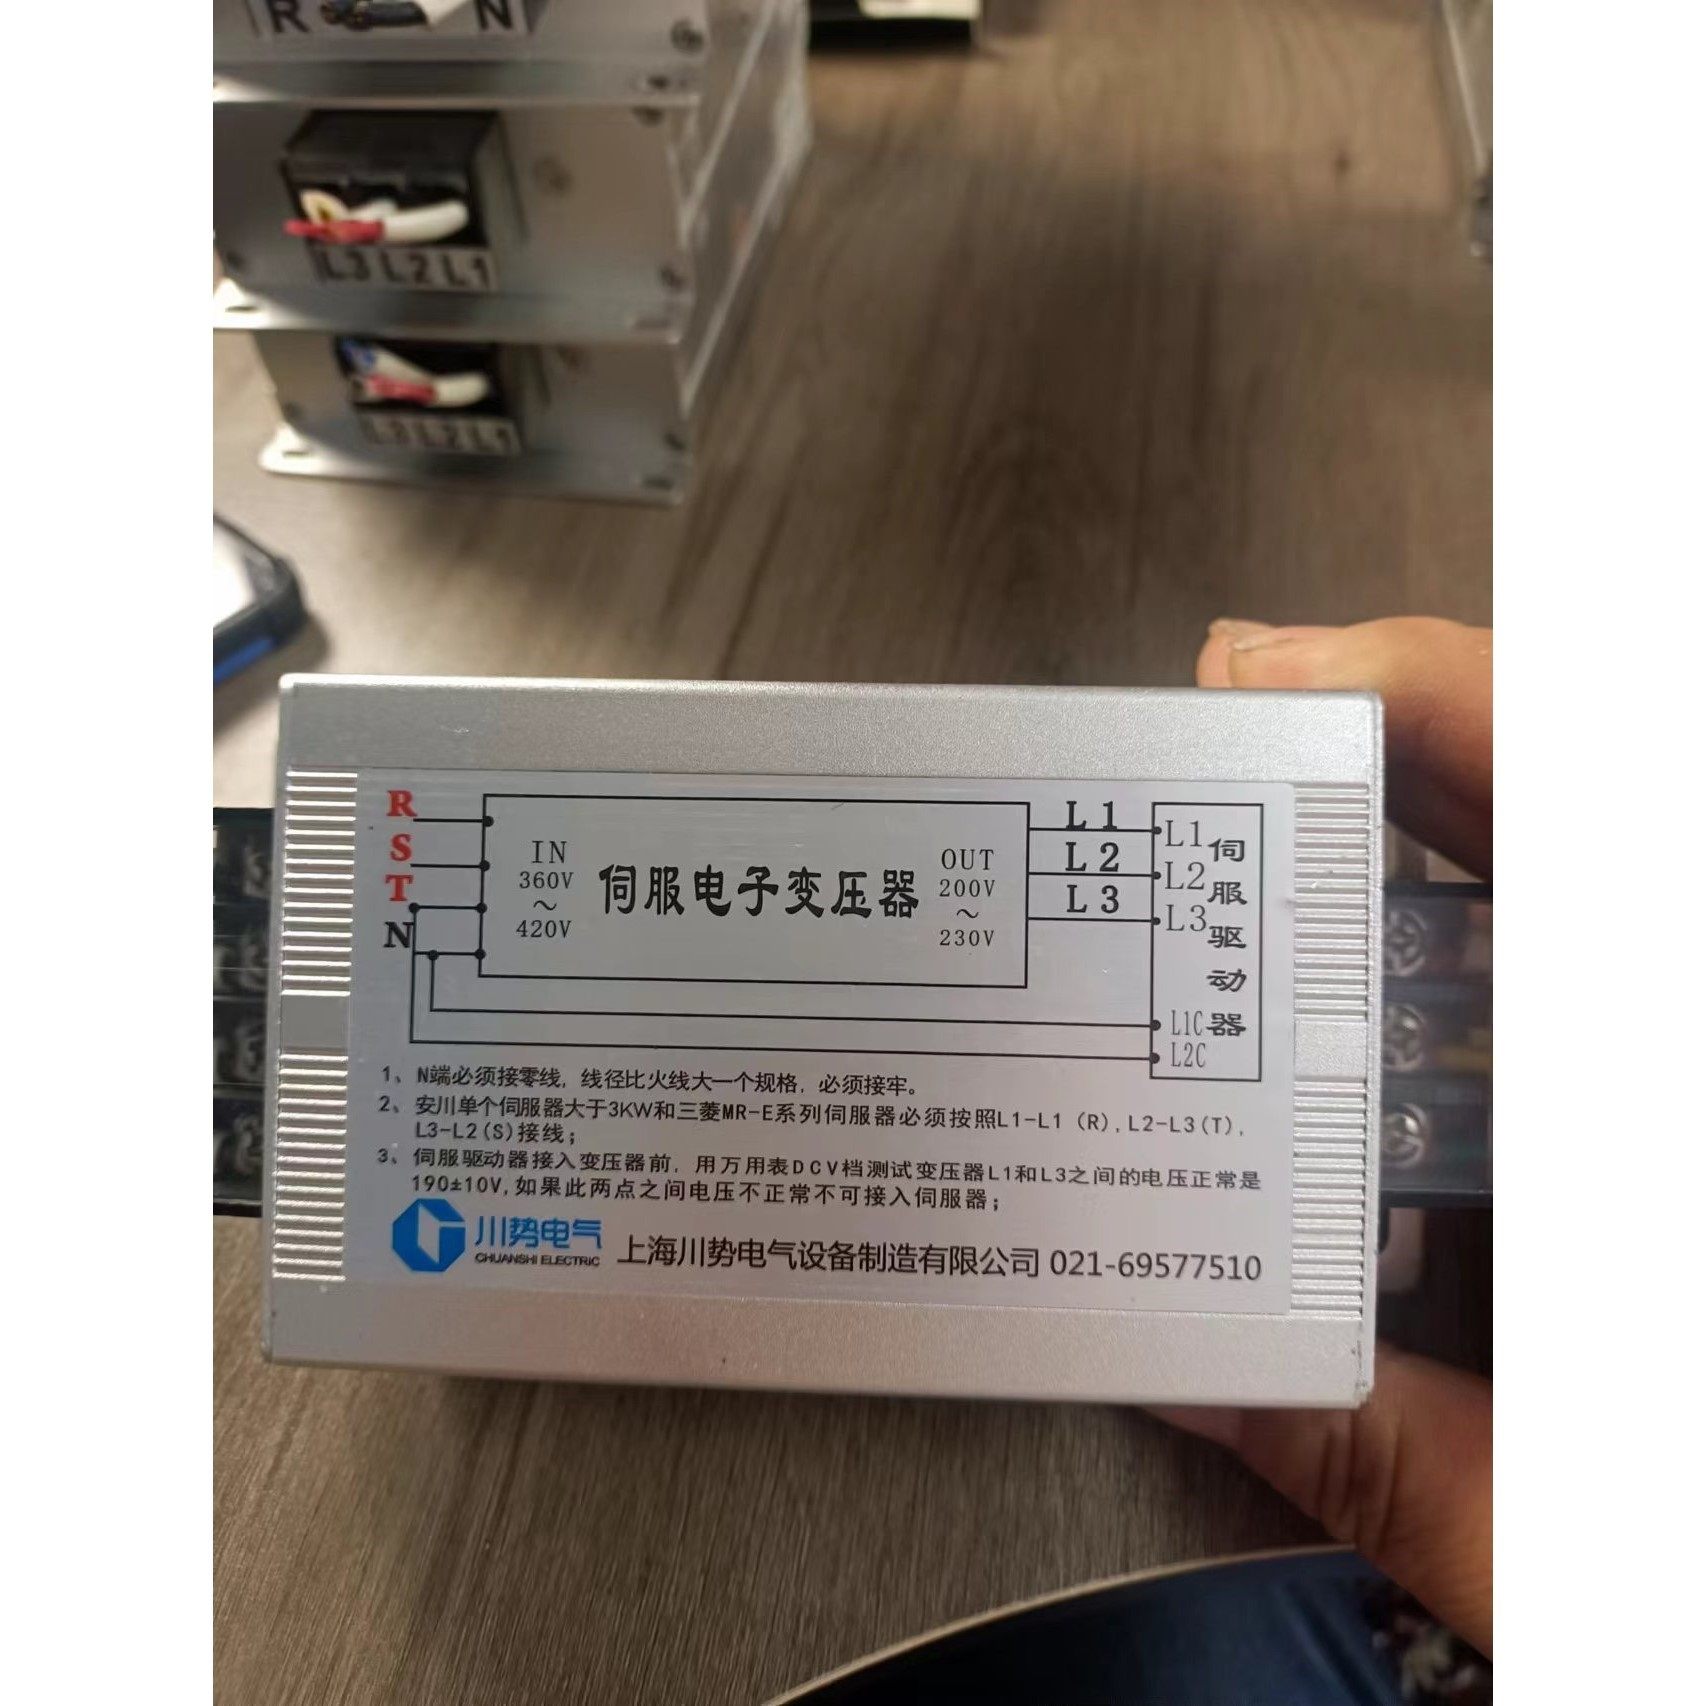 R S N
L3 L2 L1
L3 L2 L1
R
S
T
N
IN
360V
~
420V
伺服电子变压器
OUT
200V
~
230V
L1
L2
L3
L1
L2
L3
L1C
L2C
伺服驱动器
1、N端必须接零线，线径比火线大一个规格，必须接牢。
2、安川单个伺服器大于3KW和三菱MR-E系列伺服器必须按照L1-L1（R）,L2-L3(T),
L3-L2(S)接线；
3、伺服驱动器接入变压器前，用万用表DCV档测试变压器L1和L3之间的电压正常是
190±10V,如果此两点之间电压不正常不可接入伺服器；
川势电气
CHUANSHI ELECTRIC
上海川势电气设备制造有限公司 021-69577510